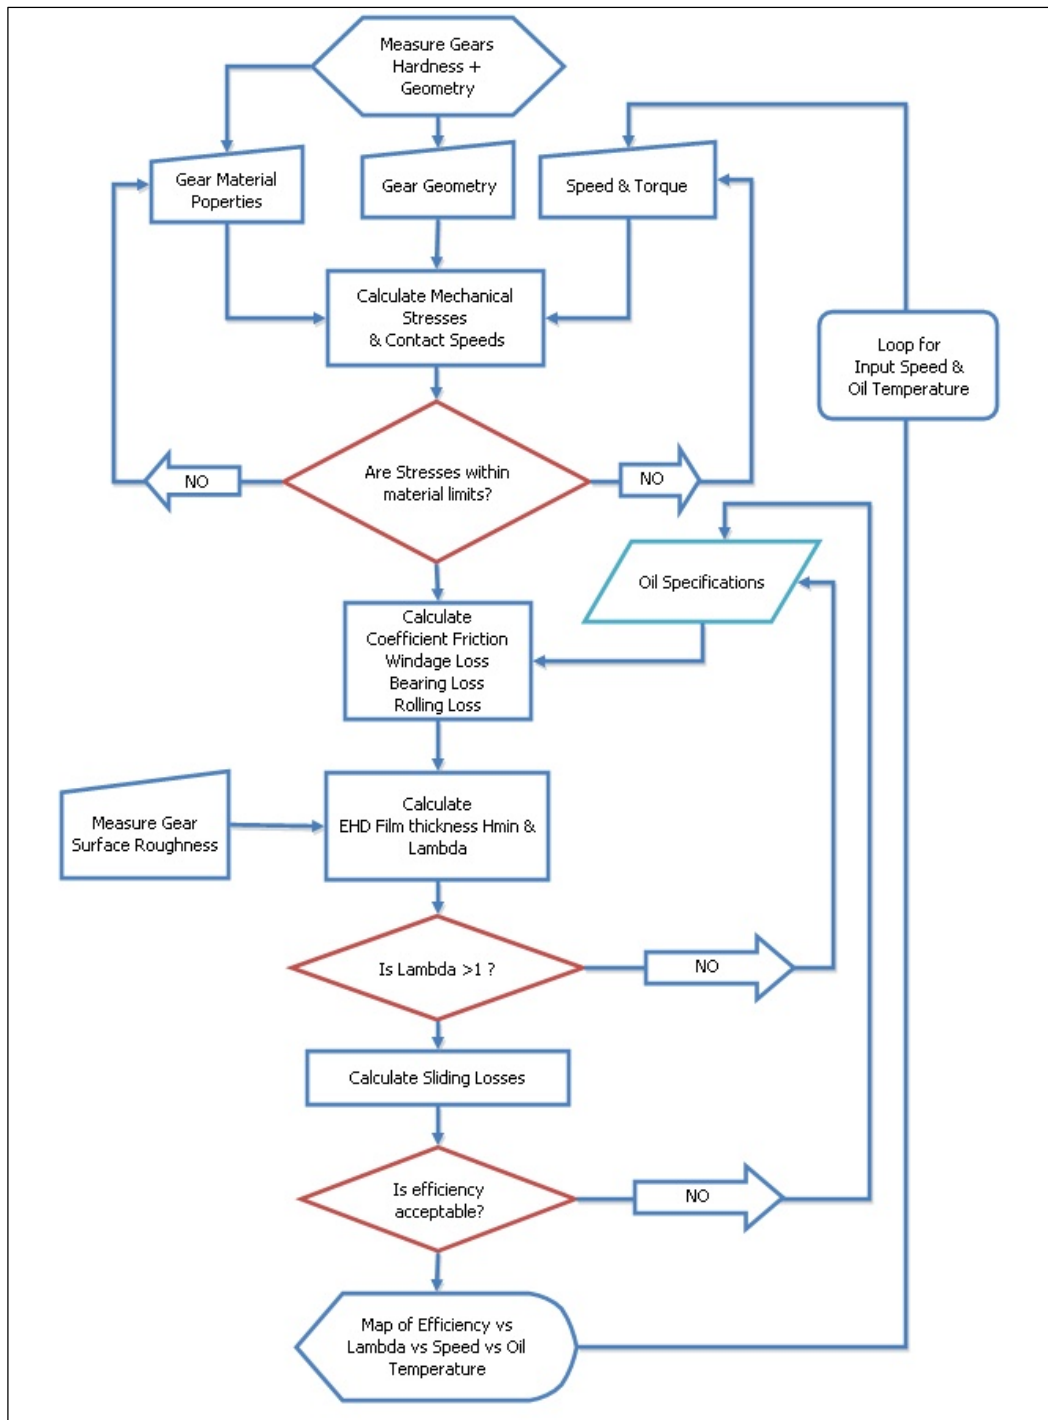 Measure Gears
Hardness +
Geometry
Gear Material
Poperties
Gear Geometry
Speed & Torque
Calculate Mechanical
Stresses
& Contact Speeds
Loop for
Input Speed &
Oil Temperature
Are Stresses within
material limits?
NO
NO
Oil Specifications
Calculate
Coefficient Friction
Windage Loss
Bearing Loss
Rolling Loss
Measure Gear
Surface Roughness
Calculate
EHD Film thickness Hmin &
Lambda
Is Lambda >1 ?
NO
Calculate Sliding Losses
Is efficiency
acceptable?
NO
Map of Efficiency vs
Lambda vs Speed vs Oil
Temperature